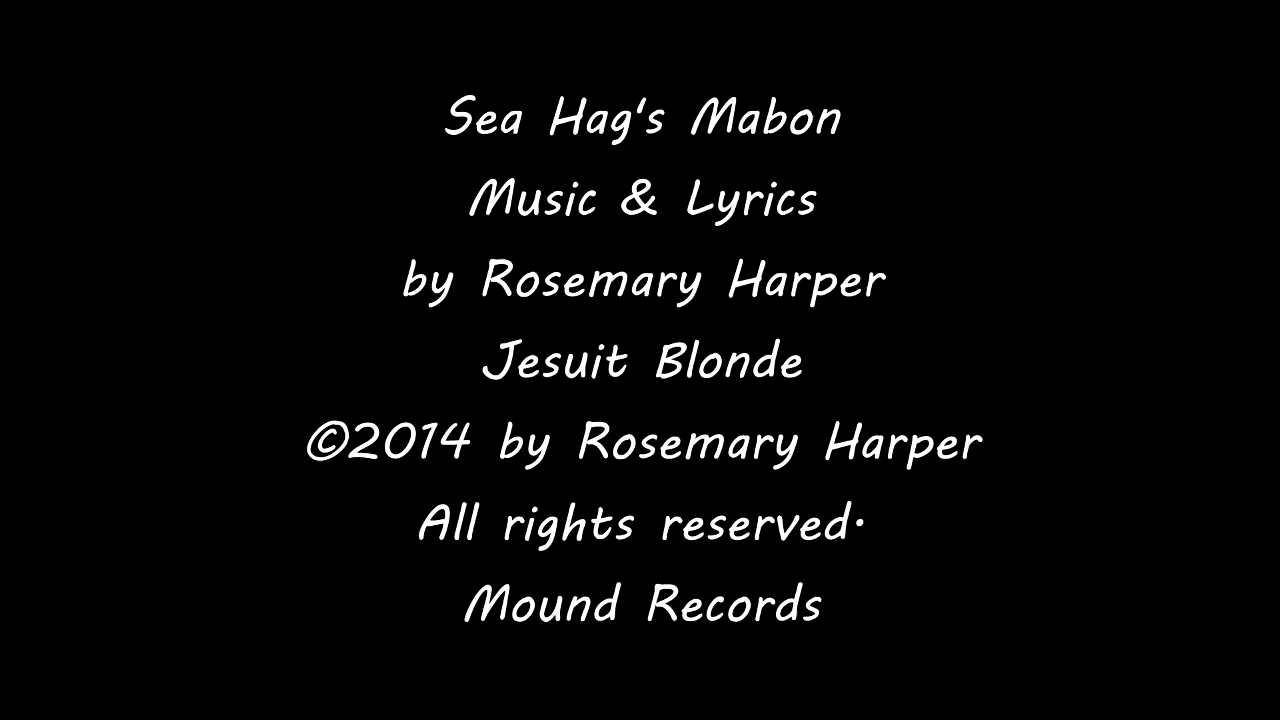 Sea Hag's Mabon
Music & Lyrics
by Rosemary Harper
Jesuit Blonde
©2014 by Rosemary Harper
All rights reserved.
Mound Records